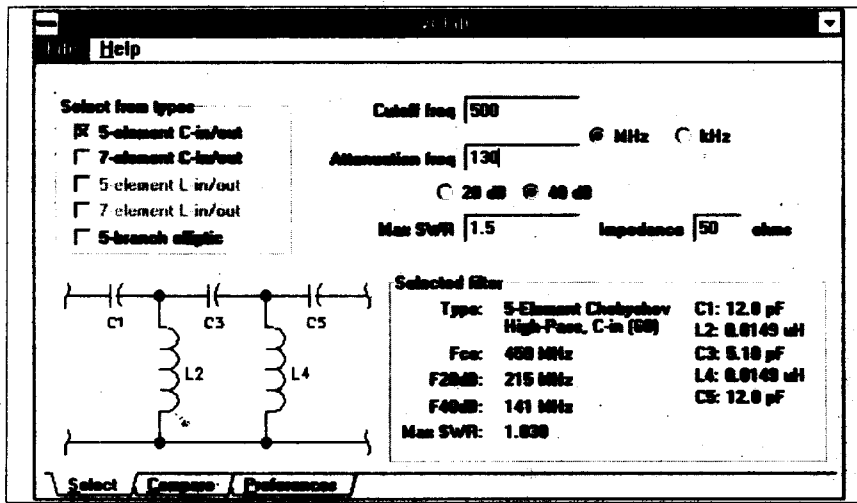 Help
Select from types
5-element C-in/out
7-element C-in/out
5-element L-in/out
7-element L-in/out
5-branch elliptic
Cutoff freq 500
MHz kHz
Attenuation freq 130
20 dB 40 dB
Max SWR 1.5 Impedance 50 ohms
C1 C3 C5
L2 L4
Selected filter
Type: 5-Element Chebyshev
High-Pass, C-in (60)
Fco: 450 MHz
F20dB: 215 MHz
F40dB: 141 MHz
Max SWR: 1.030
C1: 12.0 pF
L2: 0.0149 uH
C3: 5.10 pF
L4: 0.0149 uH
C5: 12.0 pF
Select Compare Preferences